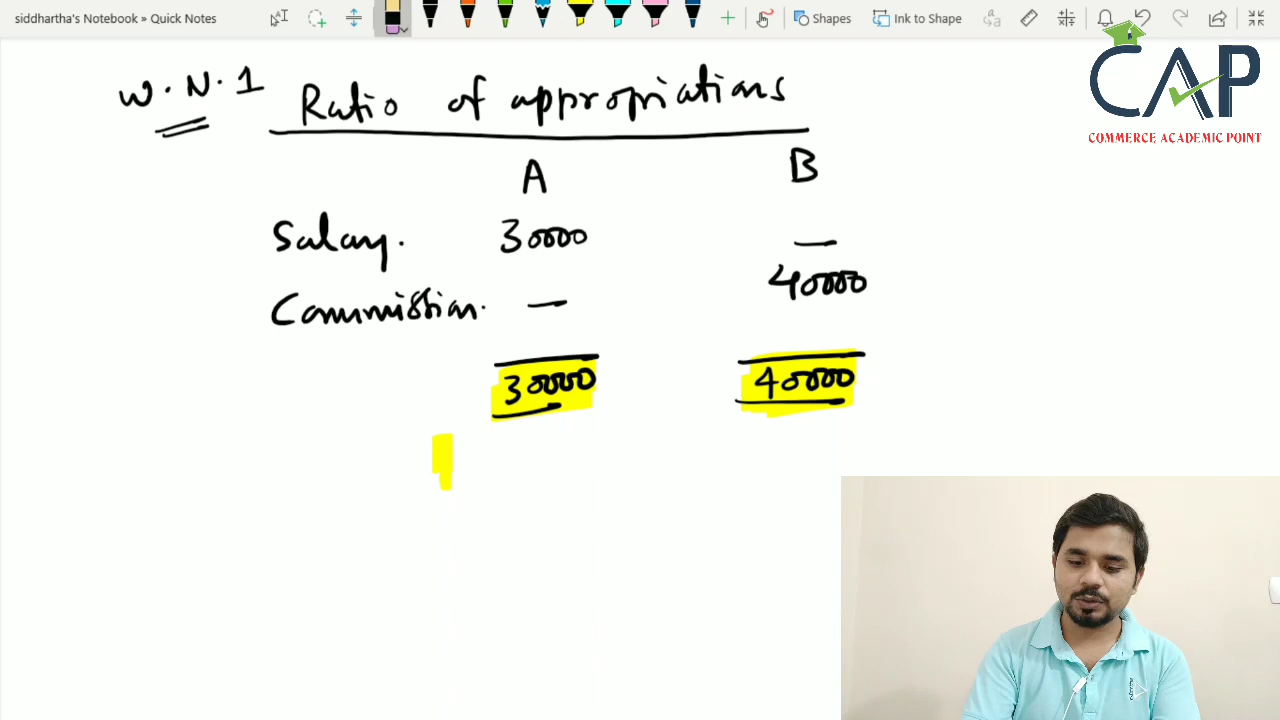 siddhartha's Notebook » Quick Notes
Shapes
Ink to Shape
CAP
COMMERCE ACADEMIC POINT
W.N.1 Ratio of appropriations
A B
Salary. 30000 —
Commission. — 40000
30000 40000